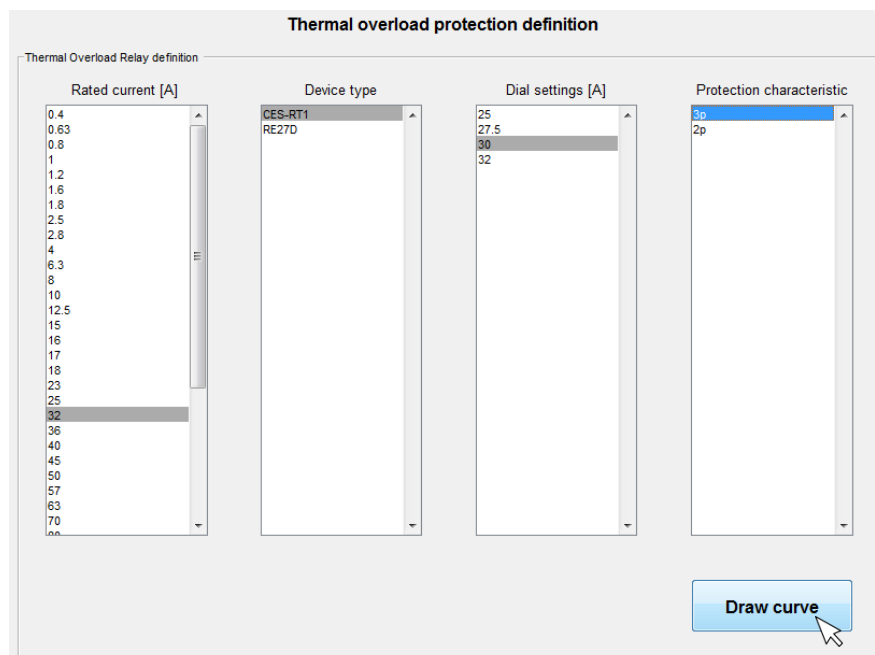 Thermal overload protection definition
Thermal Overload Relay definition
Rated current [A]
0.4
0.63
0.8
1
1.2
1.6
1.8
2.5
2.8
4
6.3
8
10
12.5
15
16
17
18
23
25
32
36
40
45
50
57
63
70
Device type
CES-RT1
RE27D
Dial settings [A]
25
27.5
30
32
Protection characteristic
3p
2p
Draw curve